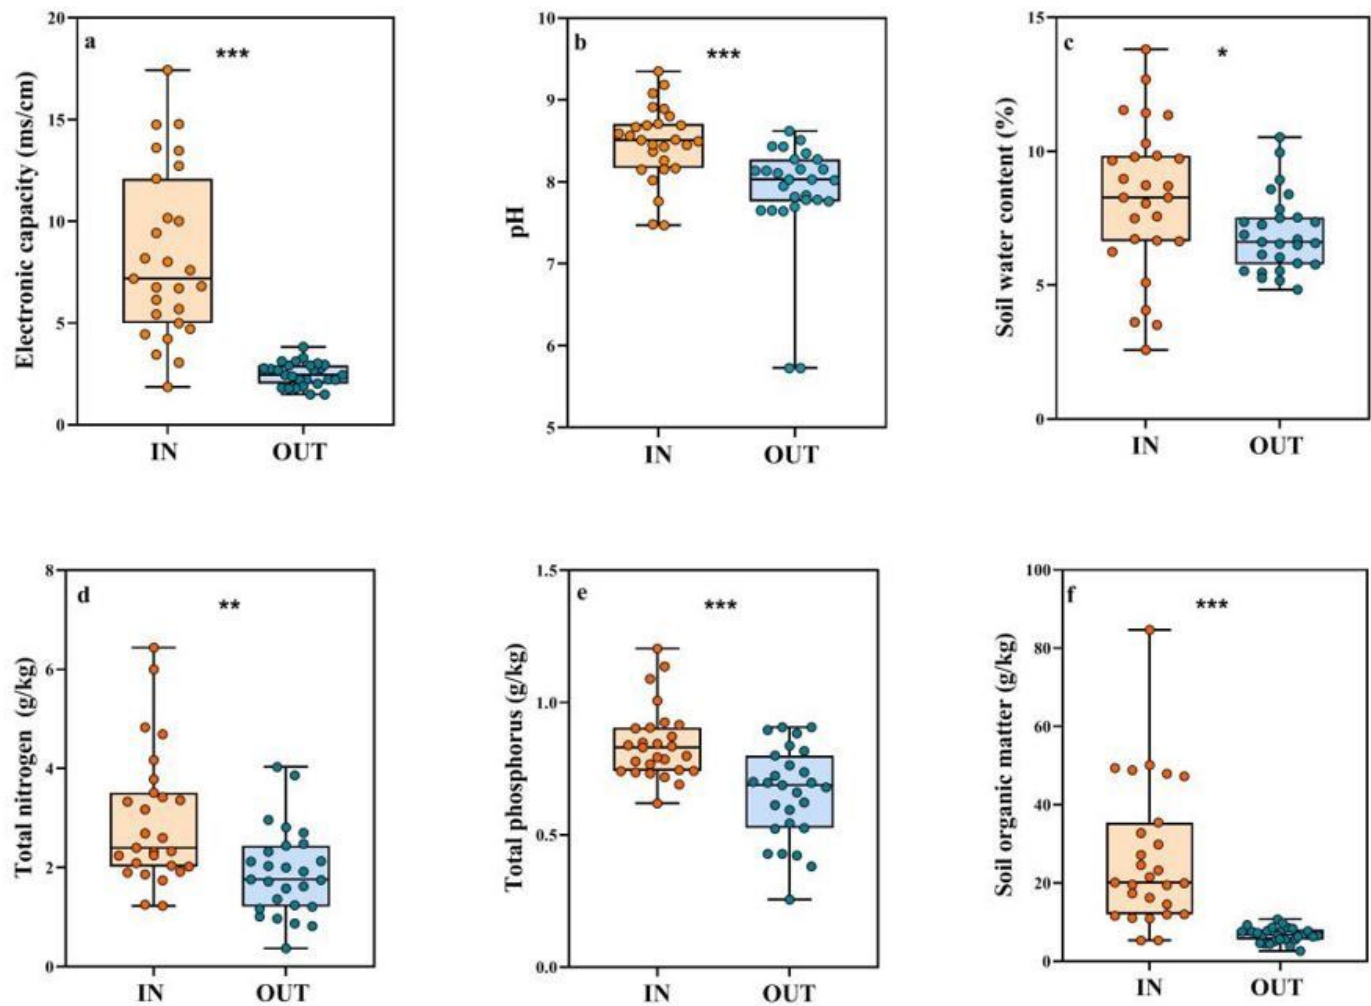 a
***
Electronic capacity (ms/cm)
20
15
10
5
0
IN
OUT
b
***
pH
10
9
8
7
6
5
IN
OUT
c
*
Soil water content (%)
15
10
5
0
IN
OUT
d
**
Total nitrogen (g/kg)
8
6
4
2
0
IN
OUT
e
***
Total phosphorus (g/kg)
1.5
1.0
0.5
0.0
IN
OUT
f
***
Soil organic matter (g/kg)
100
80
60
40
20
0
IN
OUT